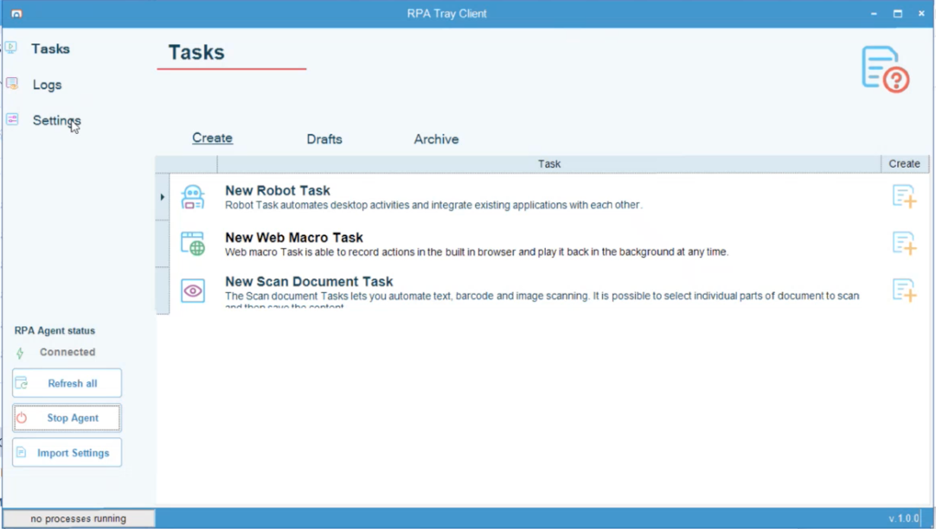 RPA Tray Client
Tasks
Logs
Settings
Tasks
Create Drafts Archive
Task Create
New Robot Task
Robot Task automates desktop activities and integrate existing applications with each other.
New Web Macro Task
Web macro Task is able to record actions in the built in browser and play it back in the background at any time.
New Scan Document Task
The Scan document Tasks lets you automate text, barcode and image scanning. It is possible to select individual parts of document to scan
and then save the content.
RPA Agent status
Connected
Refresh all
Stop Agent
Import Settings
no processes running
v.1.0.0